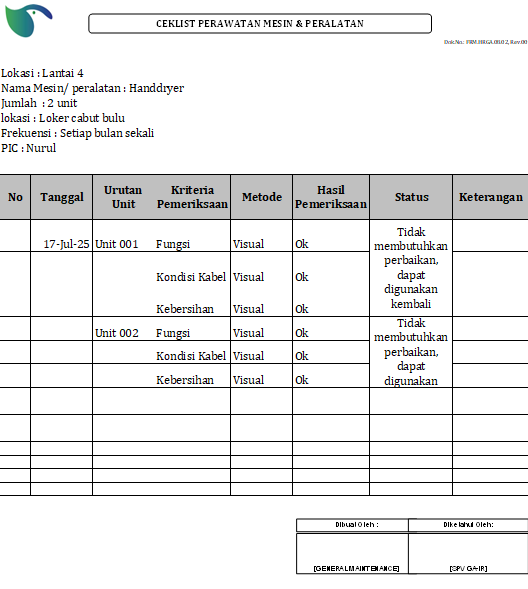 CEKLIST PERAWATAN MESIN & PERALATAN
Dok.No.: FRM.HRGA.08.02, Rev.00
Lokasi : Lantai 4
Nama Mesin/ peralatan : Handdryer
Jumlah : 2 unit
lokasi : Loker cabut bulu
Frekuensi : Setiap bulan sekali
PIC : Nurul
No Tanggal Urutan Unit Kriteria Pemeriksaan Metode Hasil Pemeriksaan Status Keterangan
17-Jul-25 Unit 001 Fungsi Visual Ok Tidak membutuhkan perbaikan, dapat digunakan kembali
Kondisi Kabel Visual Ok
Kebersihan Visual Ok
Unit 002 Fungsi Visual Ok Tidak membutuhkan perbaikan, dapat digunakan
Kondisi Kabel Visual Ok
Kebersihan Visual Ok
Dibuat Oleh : Diketahui Oleh:
[GENERAL MAINTENANCE] [SPV GA-IR]